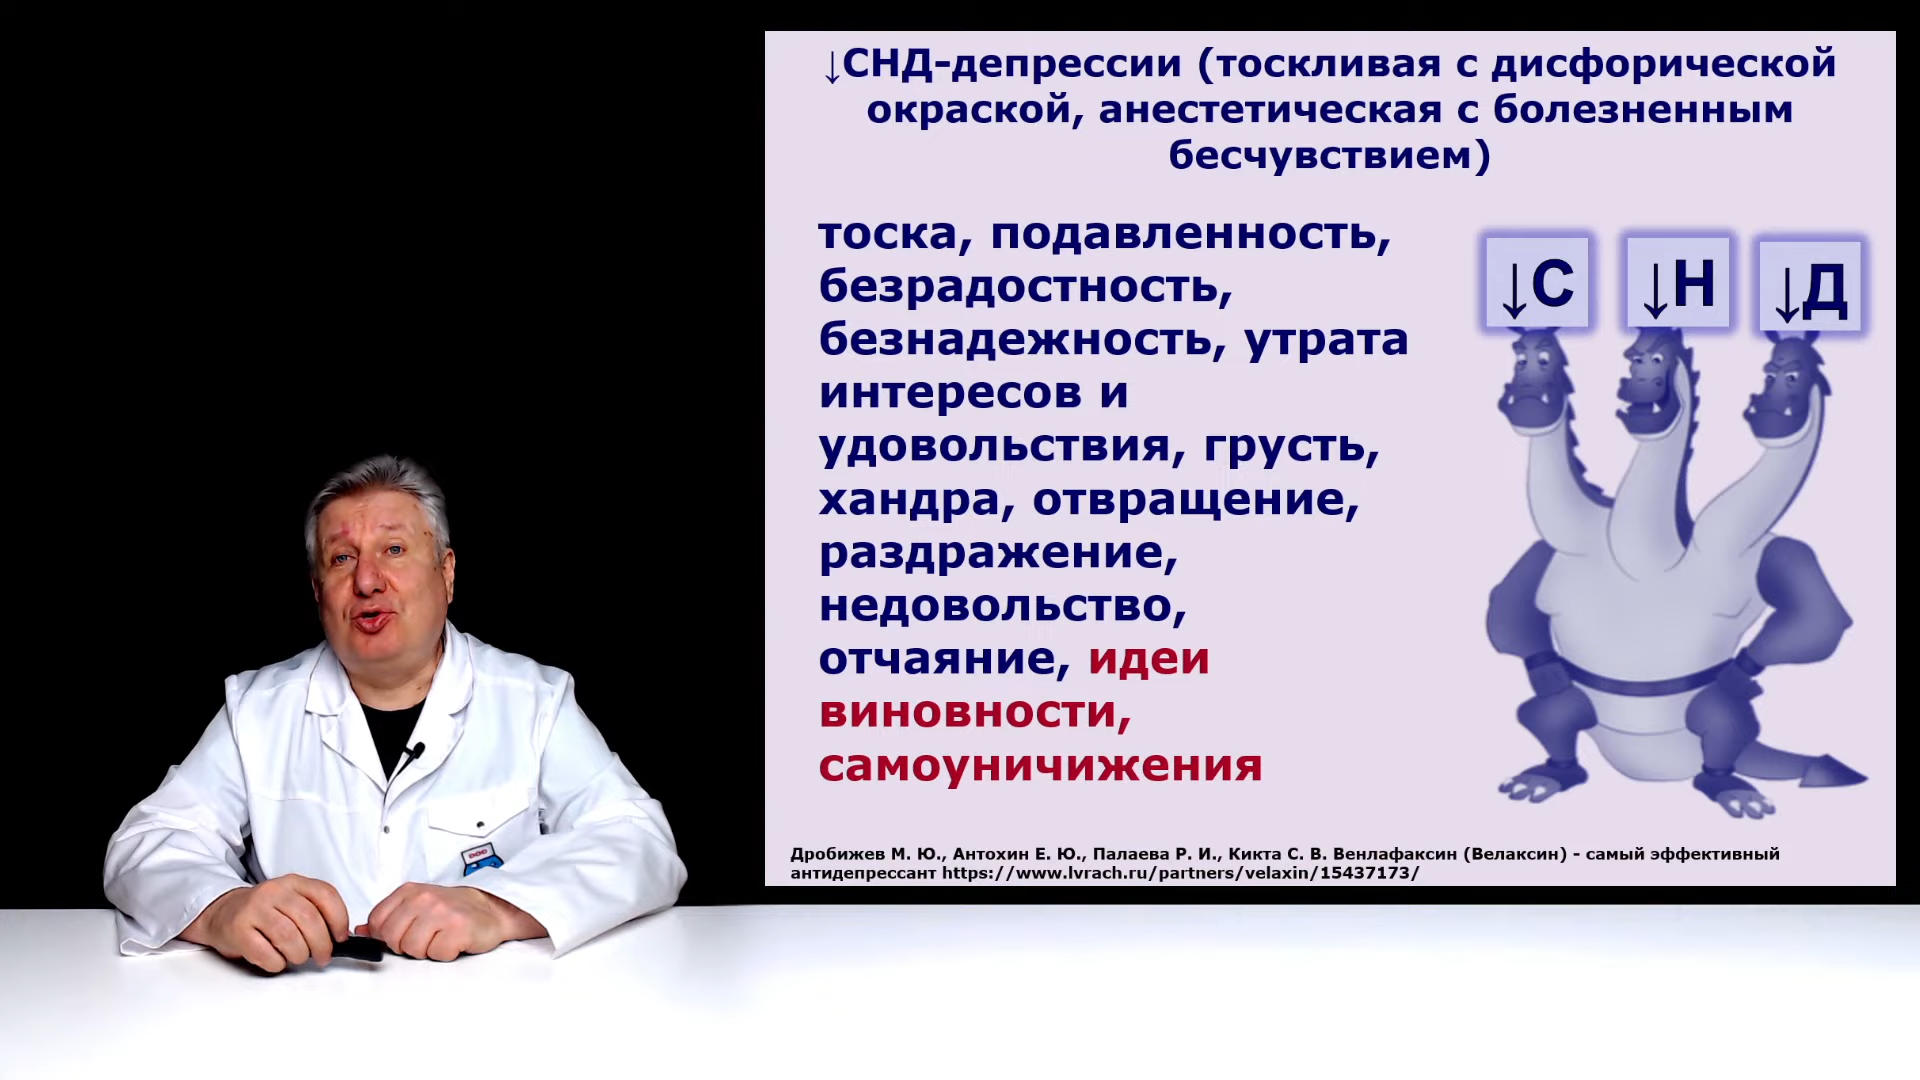 ↓СНД-депрессии (тоскливая с дисфорической
окраской, анестетическая с болезненным
бесчувствием)
тоска, подавленность,
безрадостность,
безнадежность, утрата
интересов и
удовольствия, грусть,
хандра, отвращение,
раздражение,
недовольство,
отчаяние, идеи
виновности,
самоуничижения
↓С
↓Н
↓Д
Дробижев М. Ю., Антохин Е. Ю., Палаева Р. И., Кикта С. В. Венлафаксин (Велаксин) - самый эффективный
антидепрессант https://www.lvrach.ru/partners/velaxin/15437173/